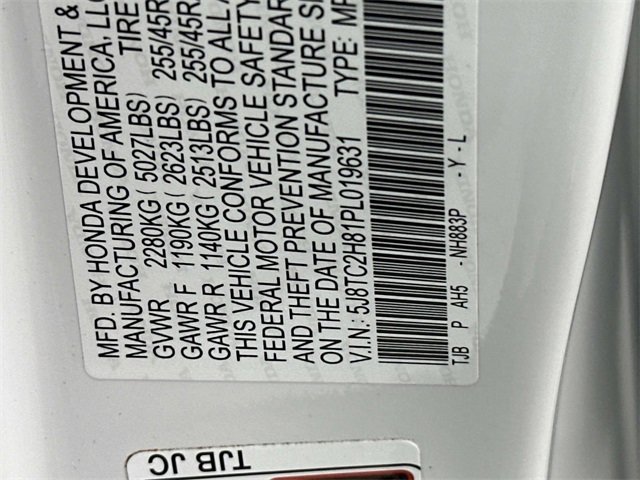 MFD. BY HONDA DEVELOPMENT &
MANUFACTURING OF AMERICA, LLC TIRE
GVWR 2280KG ( 5027LBS) 255/45R
GAWR F 1190KG ( 2623LBS) 255/45R
GAWR R 1140KG ( 2513LBS)
THIS VEHICLE CONFORMS TO ALL A
FEDERAL MOTOR VEHICLE SAFETY
AND THEFT PREVENTION STANDAR
ON THE DATE OF MANUFACTURE S
V.I.N: 5J8TC2H81PL019631 TYPE: MP
TJB P AH5 - NH883P - Y - L
TJB JC